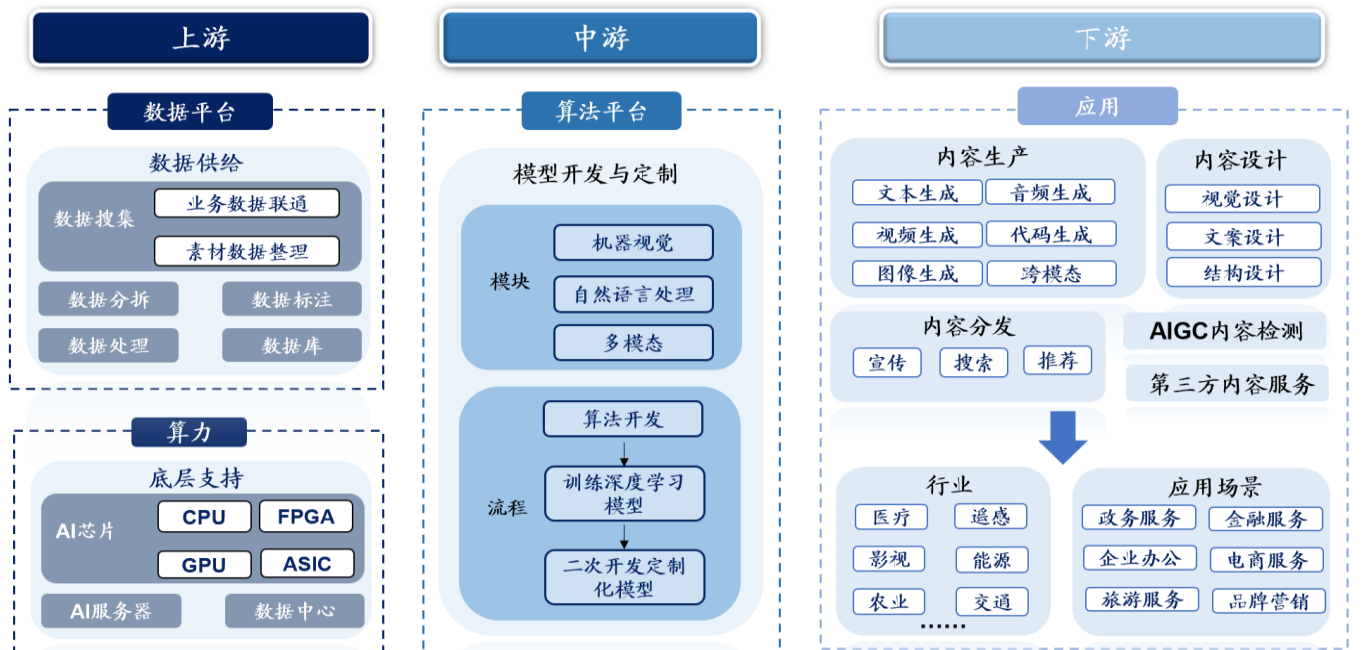 上游
数据平台
数据供给
数据搜集
业务数据联通
素材数据整理
数据分拆
数据标注
数据处理
数据库
算力
底层支持
AI芯片
CPU
FPGA
GPU
ASIC
AI服务器
数据中心
中游
算法平台
模型开发与定制
模块
机器视觉
自然语言处理
多模态
流程
算法开发
训练深度学习
模型
二次开发定制
化模型
下游
应用
内容生产
文本生成
音频生成
视频生成
代码生成
图像生成
跨模态
内容设计
视觉设计
文案设计
结构设计
内容分发
宣传
搜索
推荐
AIGC内容检测
第三方内容服务
行业
医疗
遥感
影视
能源
农业
交通
······
应用场景
政务服务
金融服务
企业办公
电商服务
旅游服务
品牌营销